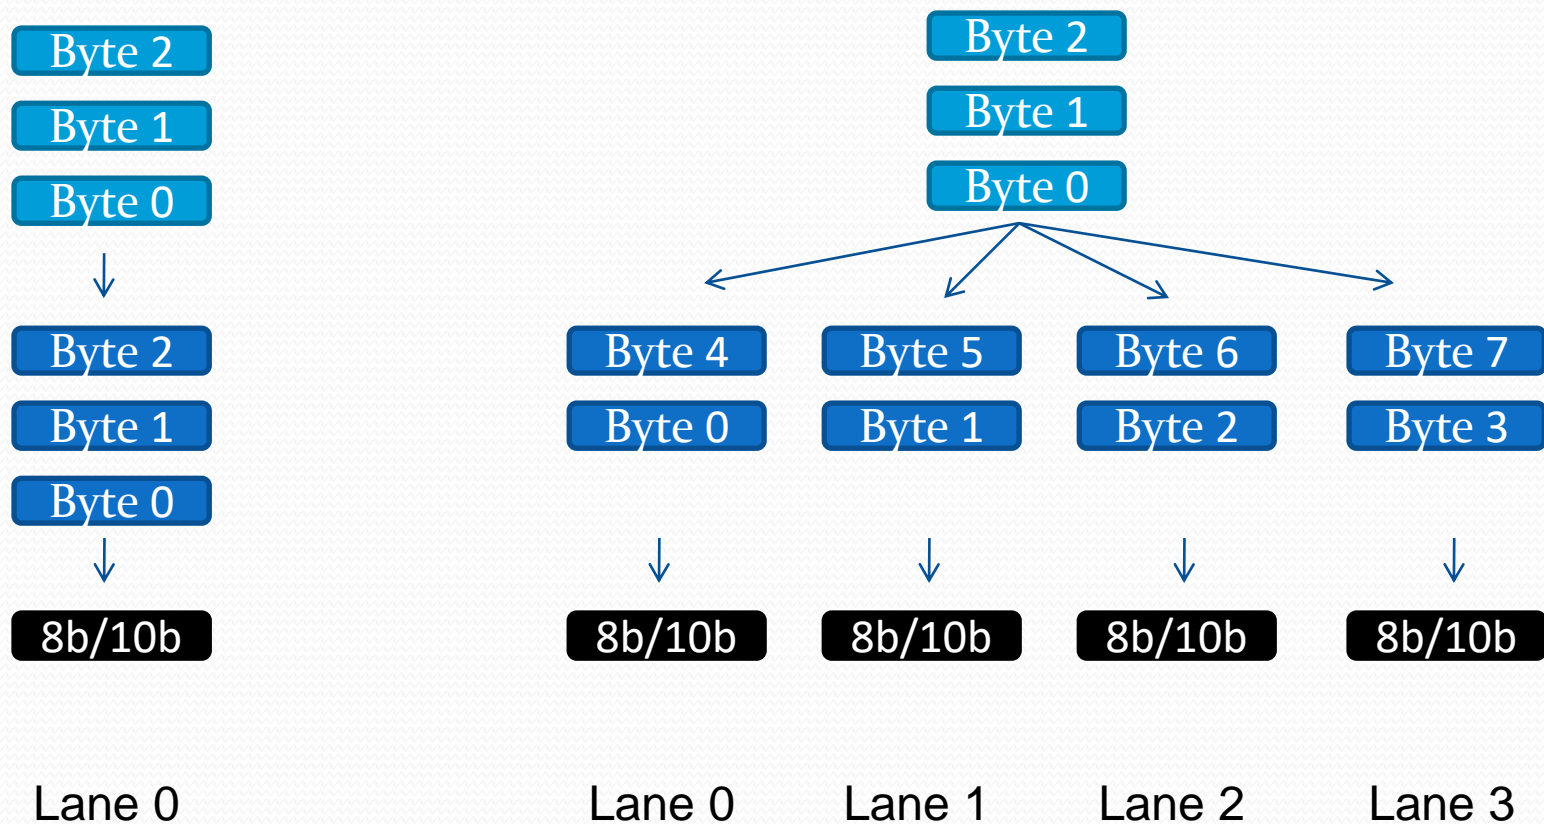 Byte 2
Byte 1
Byte 0
Byte 2
Byte 1
Byte 0
8b/10b
Lane 0
Byte 2
Byte 1
Byte 0
Byte 4 Byte 5 Byte 6 Byte 7
Byte 0 Byte 1 Byte 2 Byte 3
8b/10b 8b/10b 8b/10b 8b/10b
Lane 0 Lane 1 Lane 2 Lane 3